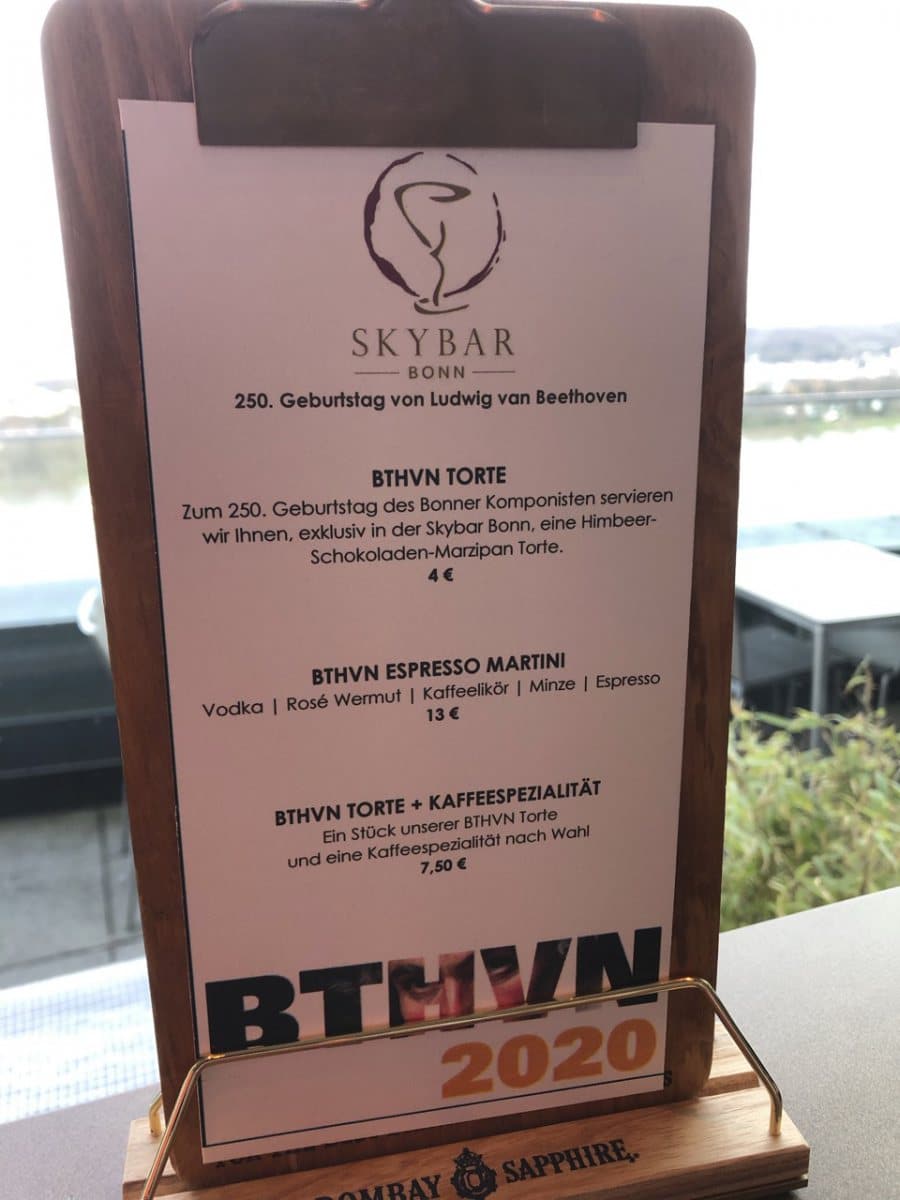 SKYBAR
BONN
250. Geburtstag von Ludwig van Beethoven
BTHVN TORTE
Zum 250. Geburtstag des Bonner Komponisten servieren
wir Ihnen, exklusiv in der Skybar Bonn, eine Himbeer-
Schokoladen-Marzipan Torte.
4 €
BTHVN ESPRESSO MARTINI
Vodka | Rosé Wermut | Kaffeelikör | Minze | Espresso
13 €
BTHVN TORTE + KAFFEESPEZIALITÄT
Ein Stück unserer BTHVN Torte
und eine Kaffeespezialität nach Wahl
7,50 €
BTHVN
2020
BOMBAY SAPPHIRE